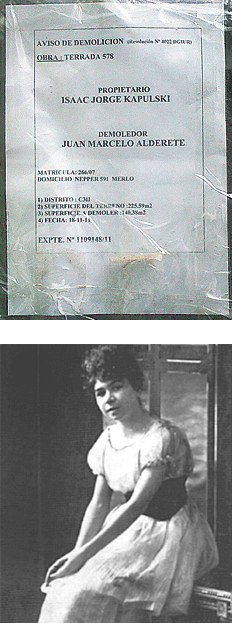 AVISO DE DEMOLICION (Resolución Nº 4022 DGIUR)
OBRA : TERRADA 578
PROPIETARIO
ISAAC JORGE KAPULSKI
DEMOLEDOR
JUAN MARCELO ALDERETE
MATRICULA: 266/07
DOMICILIO NEPPER 591 MERLO
1) DISTRITO : C3II
2) SUPERFICIE DEL TERRENO :225.59m2
3) SUPERFICIE A DEMOLER :140.38m2
4) FECHA: 18-11-11
EXPTE. Nº 1109148/11